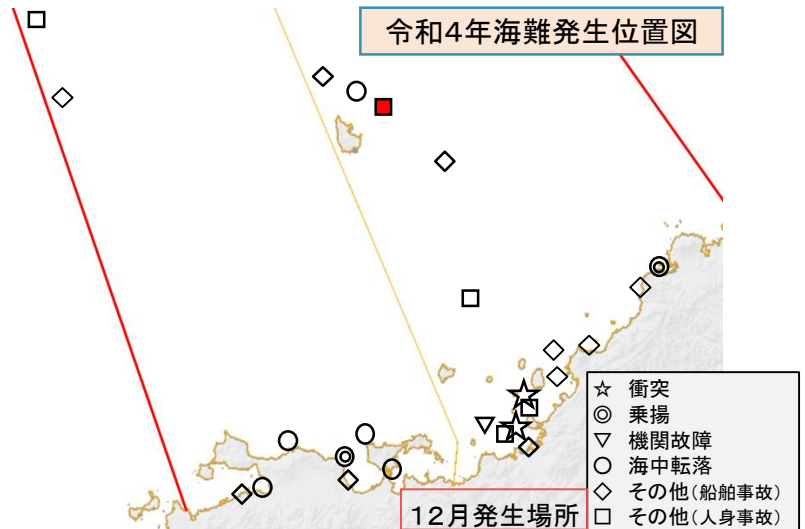 令和4年海難発生位置図
☆ 衝突
◎ 乗揚
▽ 機関故障
○ 海中転落
◇ その他(船舶事故)
□ その他(人身事故)
12月発生場所